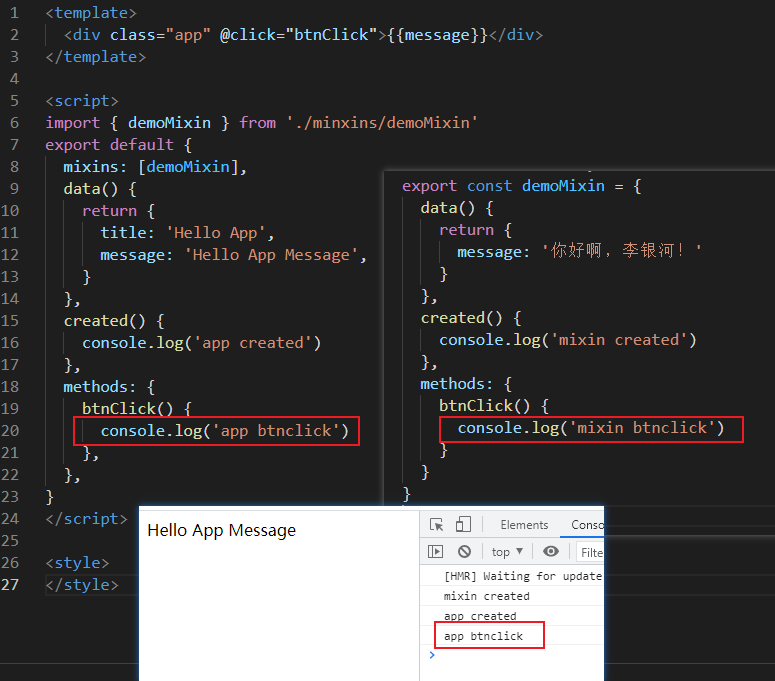 1 <template>
2 <div class="app" @click="btnClick">{{message}}</div>
3 </template>
4
5 <script>
6 import { demoMixin } from './minxins/demoMixin'
7 export default {
8 mixins: [demoMixin],
9 data() {
10 return {
11 title: 'Hello App',
12 message: 'Hello App Message',
13 }
14 },
15 created() {
16 console.log('app created')
17 },
18 methods: {
19 btnClick() {
20 console.log('app btnclick')
21 },
22 },
23 }
24 </script>
25
26 <style>
27 </style>
export const demoMixin = {
data() {
return {
message: '你好啊，李银河！'
}
},
created() {
console.log('mixin created')
},
methods: {
btnClick() {
console.log('mixin btnclick')
}
}
}
Hello App Message
Elements Conso
top ▼ Filte
[HMR] Waiting for update
mixin created
app created
app btnclick
>